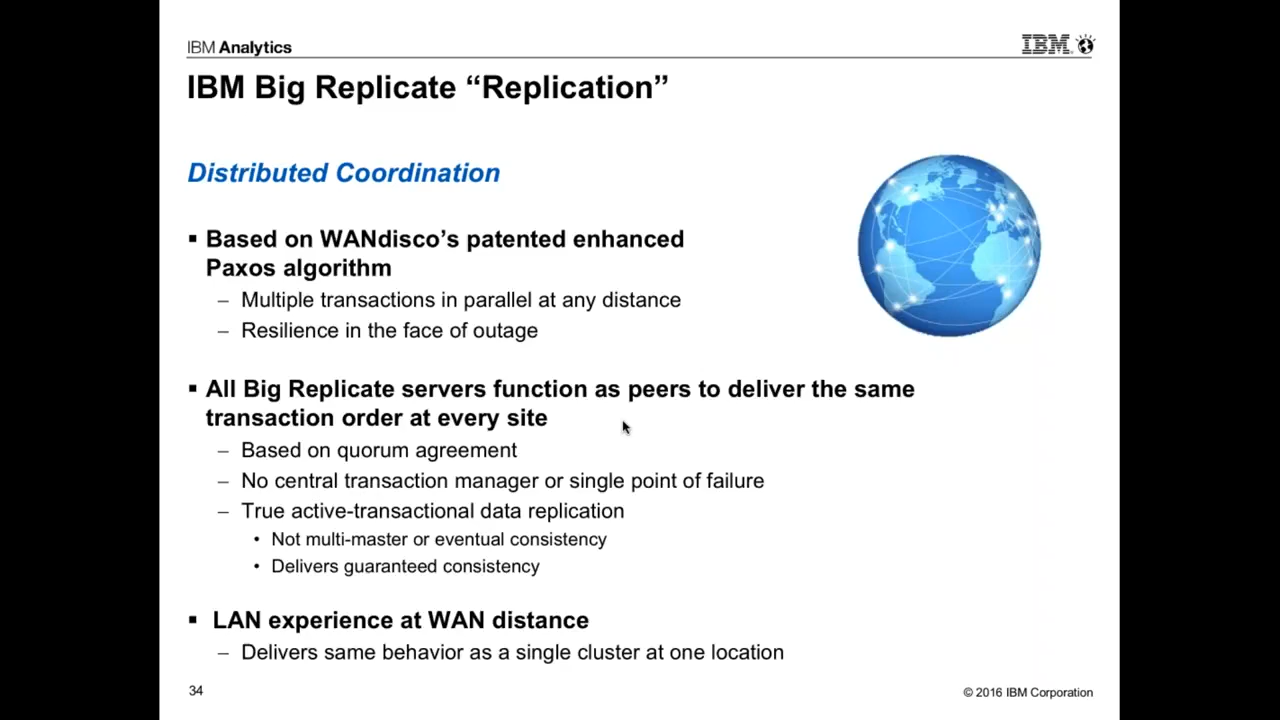 IBM Analytics
IBM
IBM Big Replicate “Replication”
Distributed Coordination
▪ Based on WANdisco’s patented enhanced
Paxos algorithm
– Multiple transactions in parallel at any distance
– Resilience in the face of outage
▪ All Big Replicate servers function as peers to deliver the same
transaction order at every site
– Based on quorum agreement
– No central transaction manager or single point of failure
– True active-transactional data replication
• Not multi-master or eventual consistency
• Delivers guaranteed consistency
▪ LAN experience at WAN distance
– Delivers same behavior as a single cluster at one location
34
© 2016 IBM Corporation